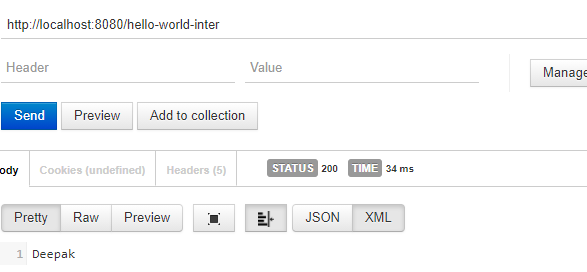 http://localhost:8080/hello-world-inter
Header Value Manage
Send Preview Add to collection
ody Cookies (undefined) Headers (5) STATUS 200 TIME 34 ms
Pretty Raw Preview JSON XML
1 Deepak